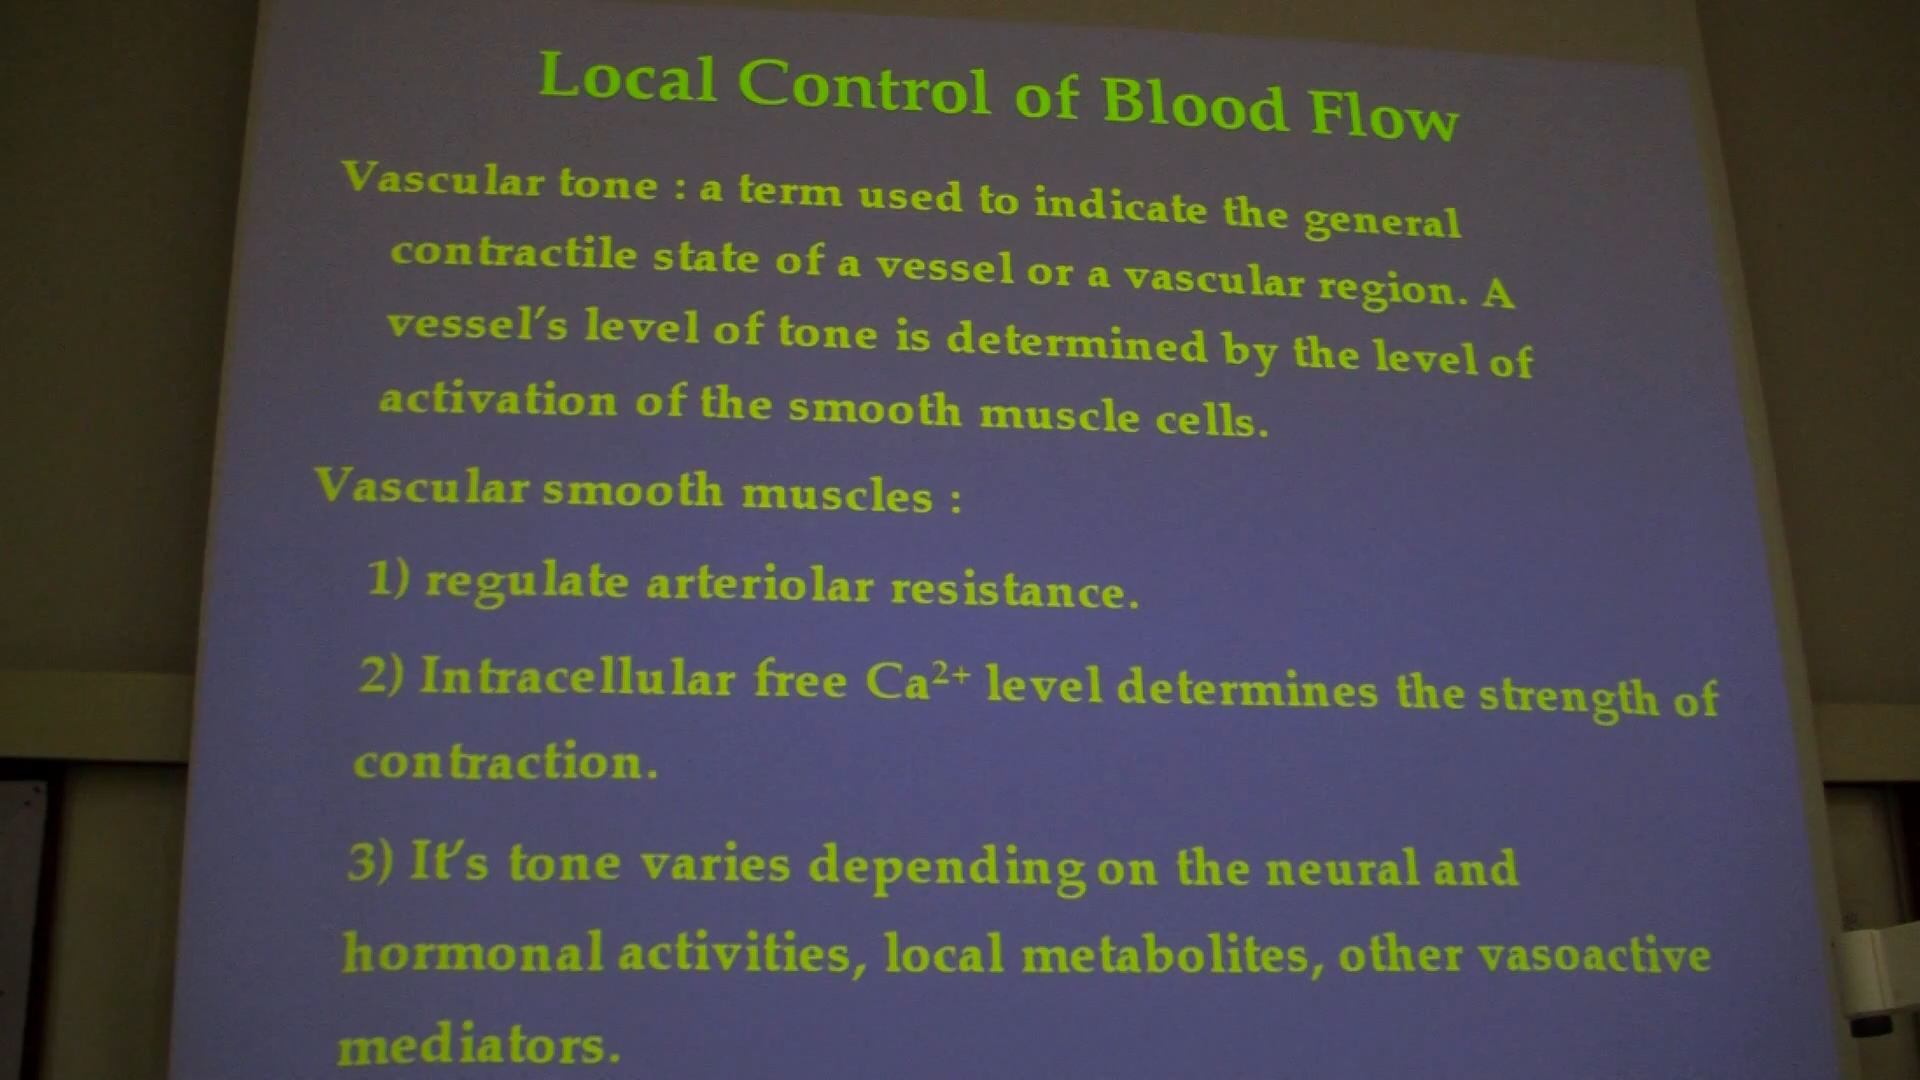 Local Control of Blood Flow
Vascular tone : a term used to indicate the general
contractile state of a vessel or a vascular region. A
vessel's level of tone is determined by the level of
activation of the smooth muscle cells.
Vascular smooth muscles :
1) regulate arteriolar resistance.
2) Intracellular free Ca²⁺ level determines the strength of
contraction.
3) It's tone varies depending on the neural and
hormonal activities, local metabolites, other vasoactive
mediators.